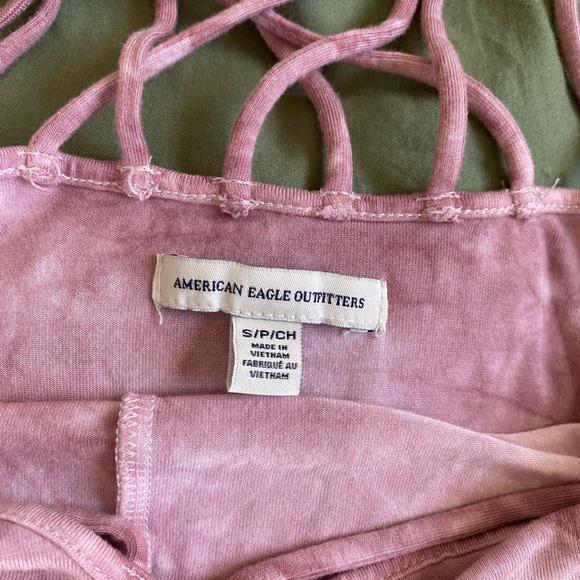 AMERICAN EAGLE OUTFITTERS
S/P/CH
MADE IN
VIETNAM
FABRIQUÉ AU
VIETNAM